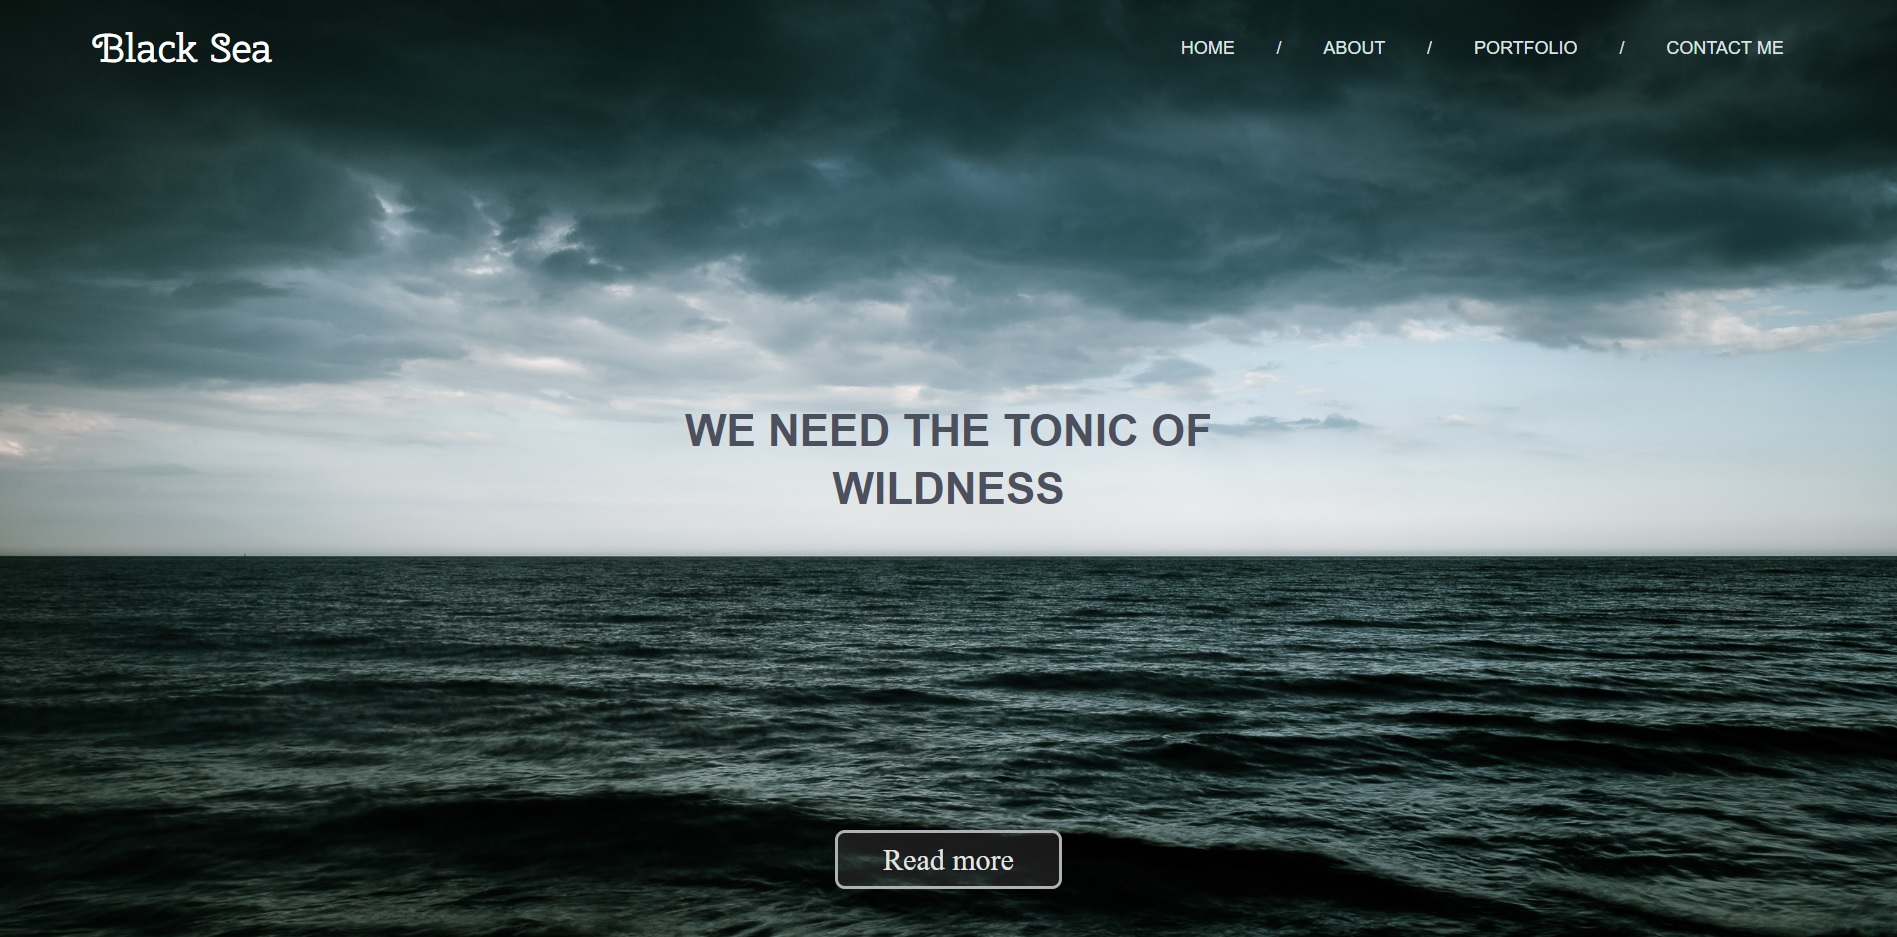 Black Sea
HOME / ABOUT / PORTFOLIO / CONTACT ME
WE NEED THE TONIC OF
WILDNESS
Read more